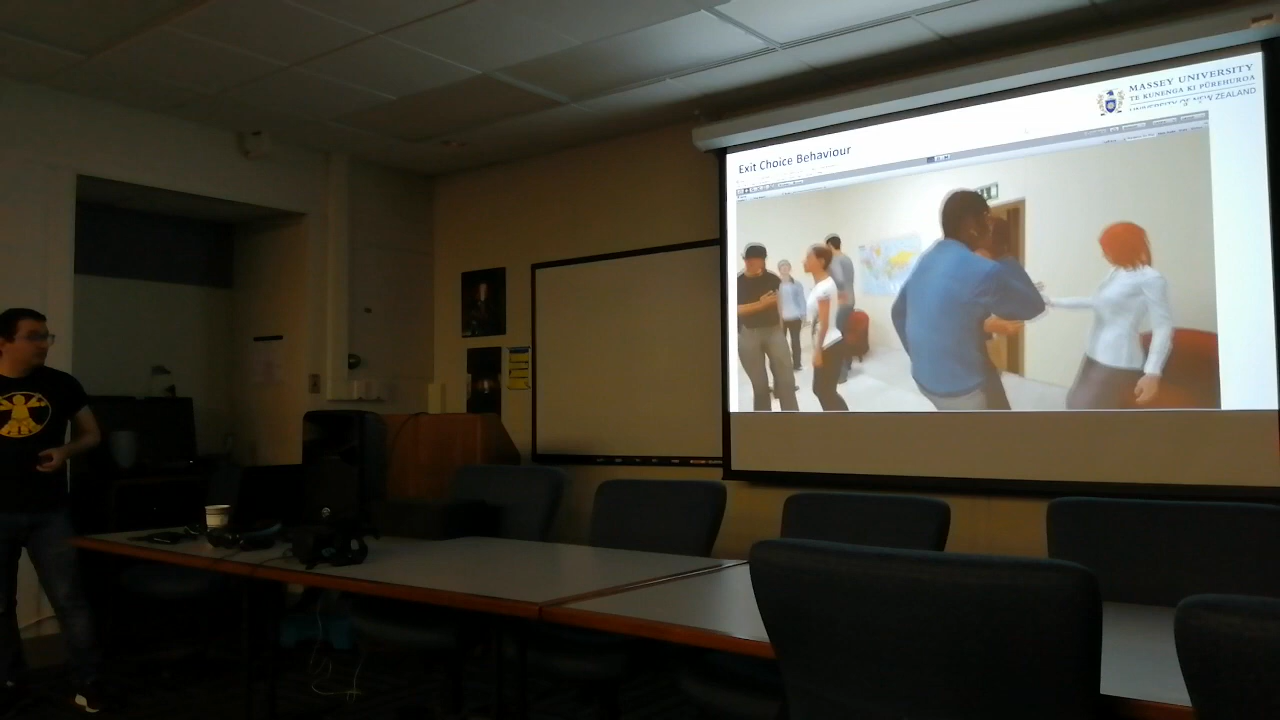 MASSEY UNIVERSITY
TE KUNENGA KI PŪREHUROA
UNIVERSITY OF NEW ZEALAND
Exit Choice Behaviour